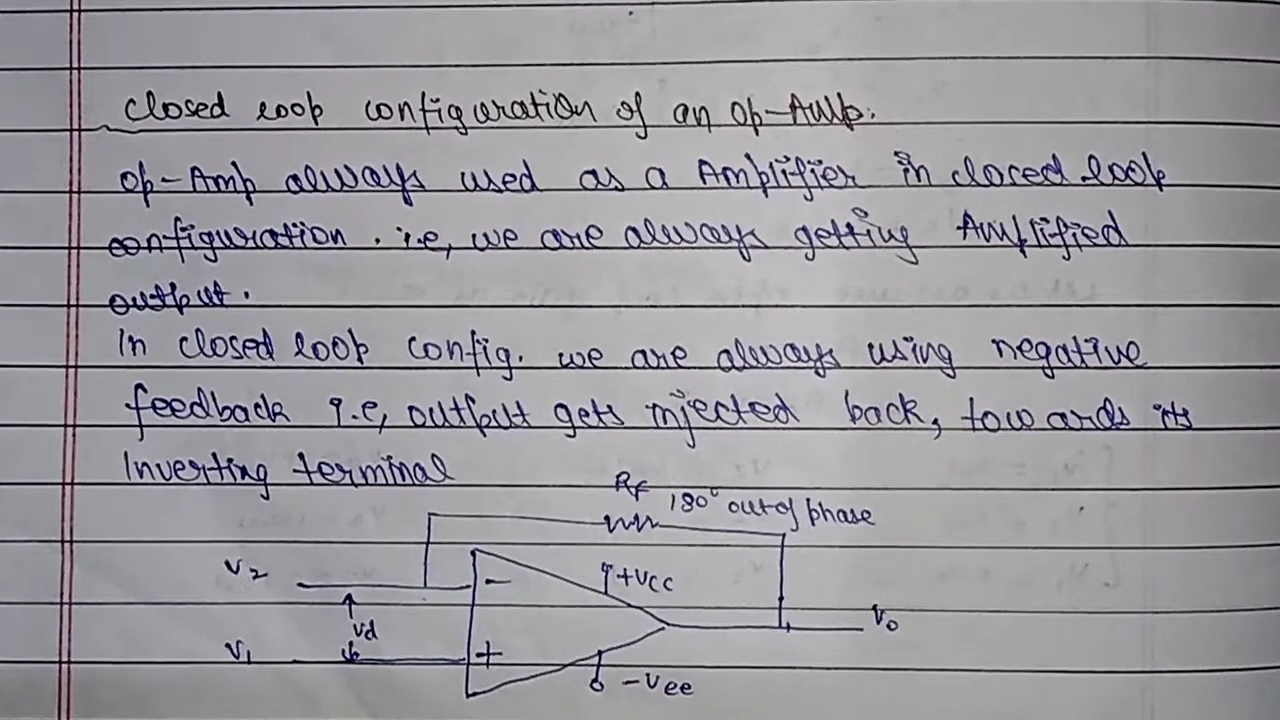 closed loop configuration of an Op-Amp.
Op-Amp always used as a Amplifier in closed loop
configuration. i.e, we are always getting Amplified
output.
In closed loop config. we are always using negative
feedback i.e, output gets injected back, towards its
Inverting terminal
Rf 180° out of phase
V2 - +Vcc
Vd Vo
V1 + -Vee